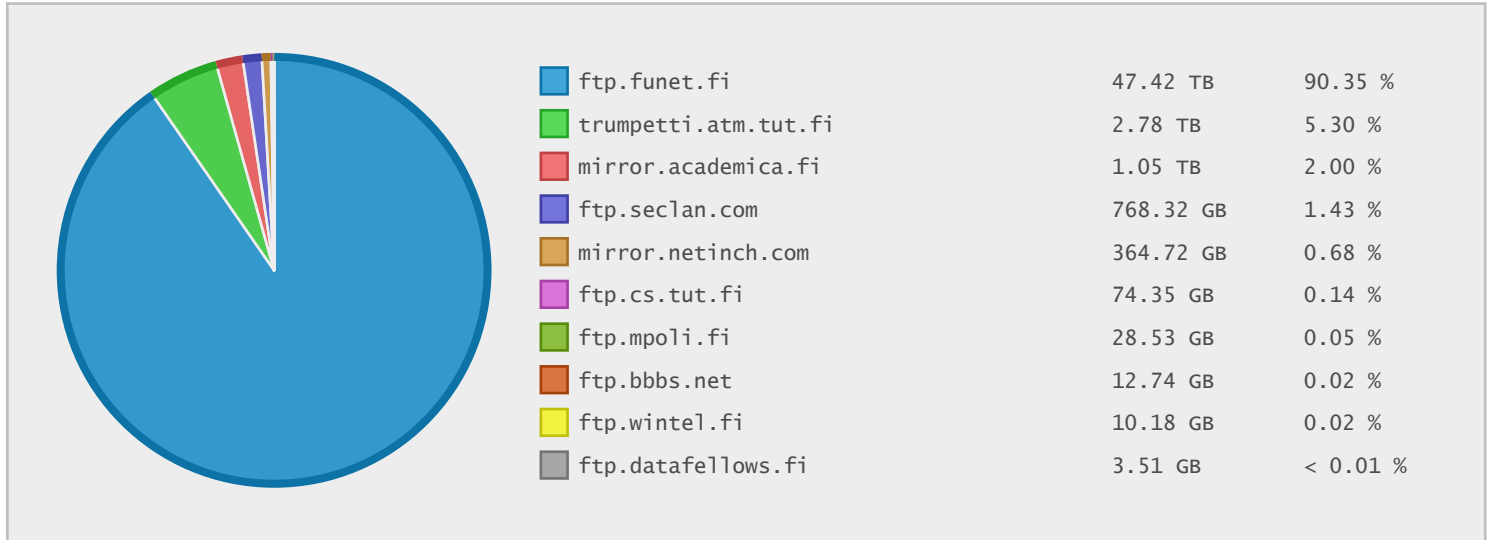 ftp.funet.fi 47.42 TB 90.35 %
trumpetti.atm.tut.fi 2.78 TB 5.30 %
mirror.academica.fi 1.05 TB 2.00 %
ftp.seclan.com 768.32 GB 1.43 %
mirror.netinch.com 364.72 GB 0.68 %
ftp.cs.tut.fi 74.35 GB 0.14 %
ftp.mpoli.fi 28.53 GB 0.05 %
ftp.bbbs.net 12.74 GB 0.02 %
ftp.wintel.fi 10.18 GB 0.02 %
ftp.datafellows.fi 3.51 GB < 0.01 %